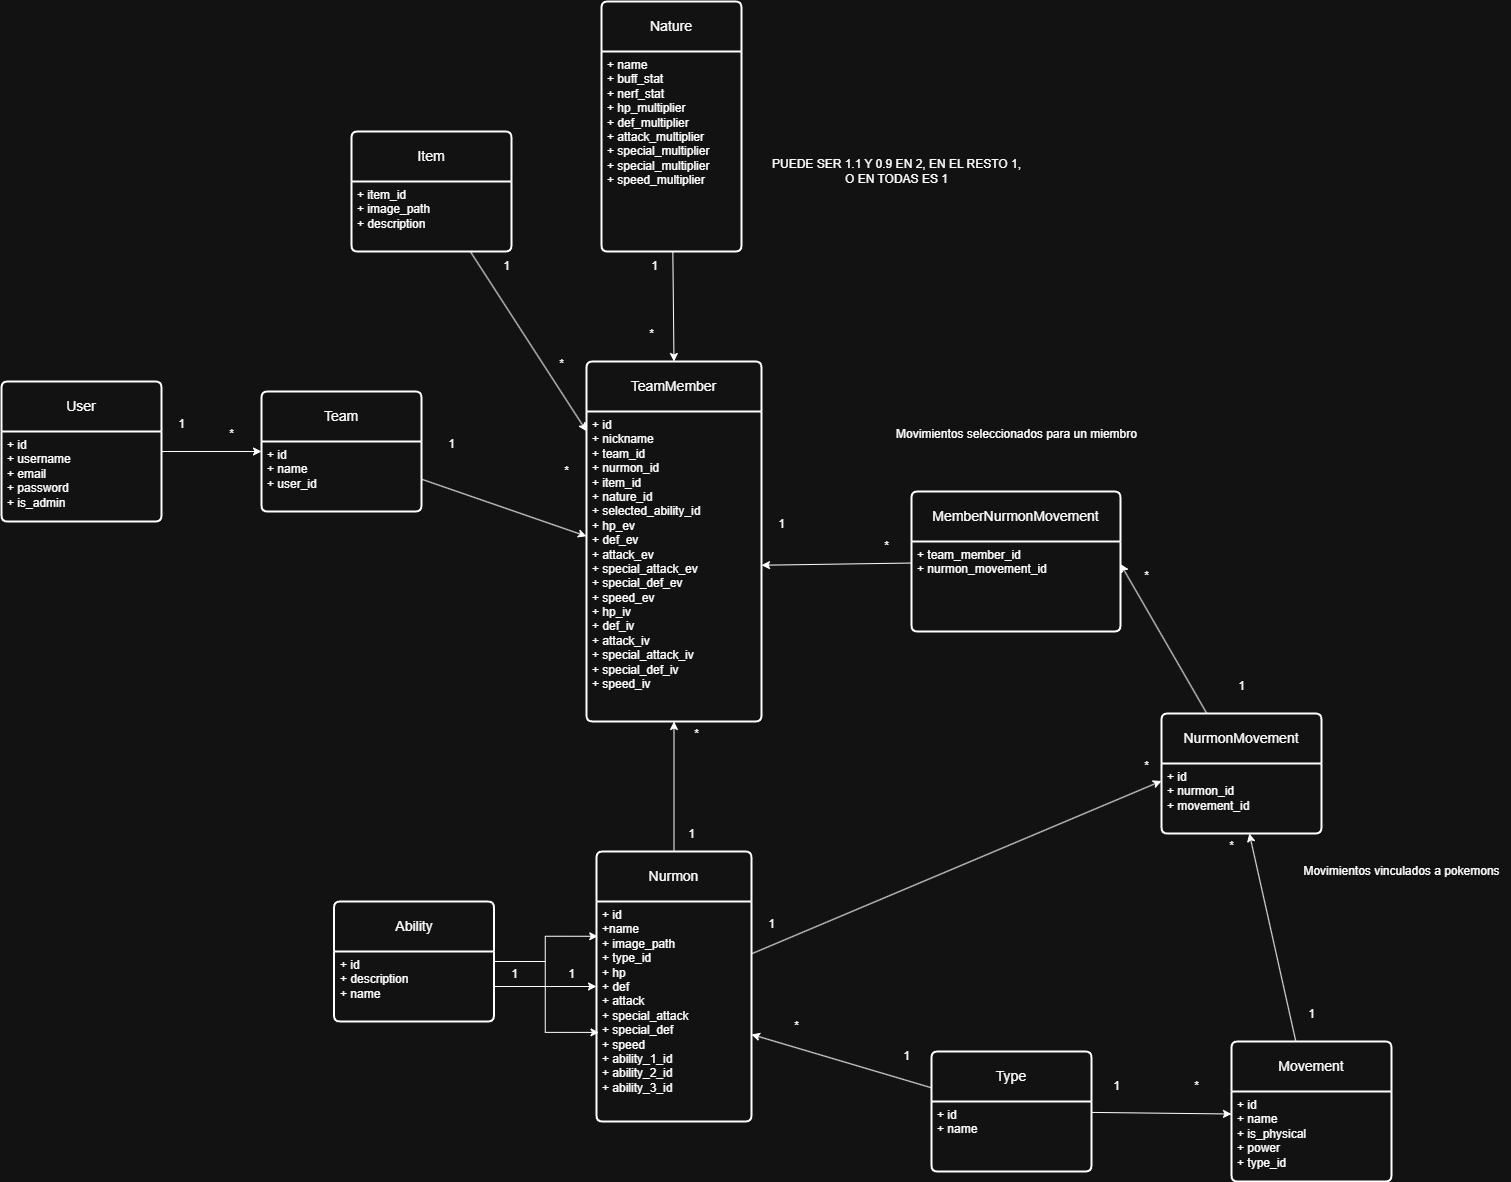 Nature
+ name
+ buff_stat
+ nerf_stat
+ hp_multiplier
+ def_multiplier
+ attack_multiplier
+ special_multiplier
+ special_multiplier
+ speed_multiplier
PUEDE SER 1.1 Y 0.9 EN 2, EN EL RESTO 1,
O EN TODAS ES 1
Item
+ item_id
+ image_path
+ description
1
*
1
*
User
+ id
+ username
+ email
+ password
+ is_admin
1
*
Team
+ id
+ name
+ user_id
1
*
TeamMember
+ id
+ nickname
+ team_id
+ nurmon_id
+ item_id
+ nature_id
+ selected_ability_id
+ hp_ev
+ def_ev
+ attack_ev
+ special_attack_ev
+ special_def_ev
+ speed_ev
+ hp_iv
+ def_iv
+ attack_iv
+ special_attack_iv
+ special_def_iv
+ speed_iv
1
*
Movimientos seleccionados para un miembro
MemberNurmonMovement
+ team_member_id
+ nurmon_movement_id
*
1
NurmonMovement
+ id
+ nurmon_id
+ movement_id
*
*
Movimientos vinculados a pokemons
*
1
Ability
+ id
+ description
+ name
1
1
Nurmon
+ id
+name
+ image_path
+ type_id
+ hp
+ def
+ attack
+ special_attack
+ special_def
+ speed
+ ability_1_id
+ ability_2_id
+ ability_3_id
1
*
1
Type
+ id
+ name
1
*
1
Movement
+ id
+ name
+ is_physical
+ power
+ type_id